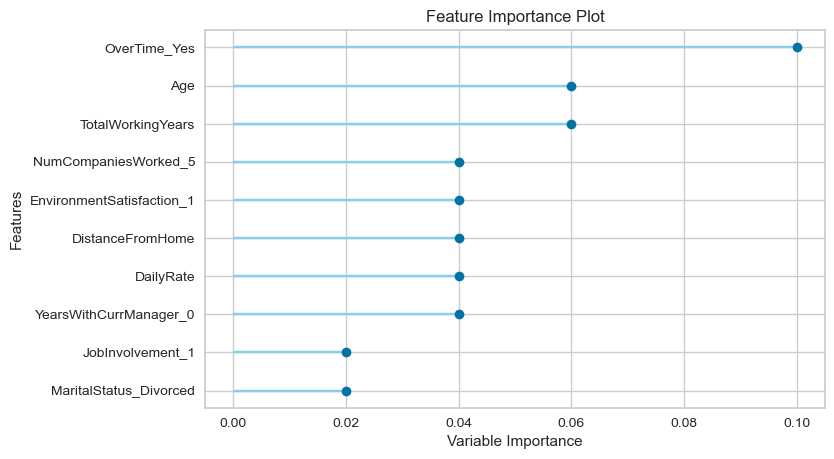 Feature Importance Plot
Features
OverTime_Yes
Age
TotalWorkingYears
NumCompaniesWorked_5
EnvironmentSatisfaction_1
DistanceFromHome
DailyRate
YearsWithCurrManager_0
JobInvolvement_1
MaritalStatus_Divorced
0.00 0.02 0.04 0.06 0.08 0.10
Variable Importance